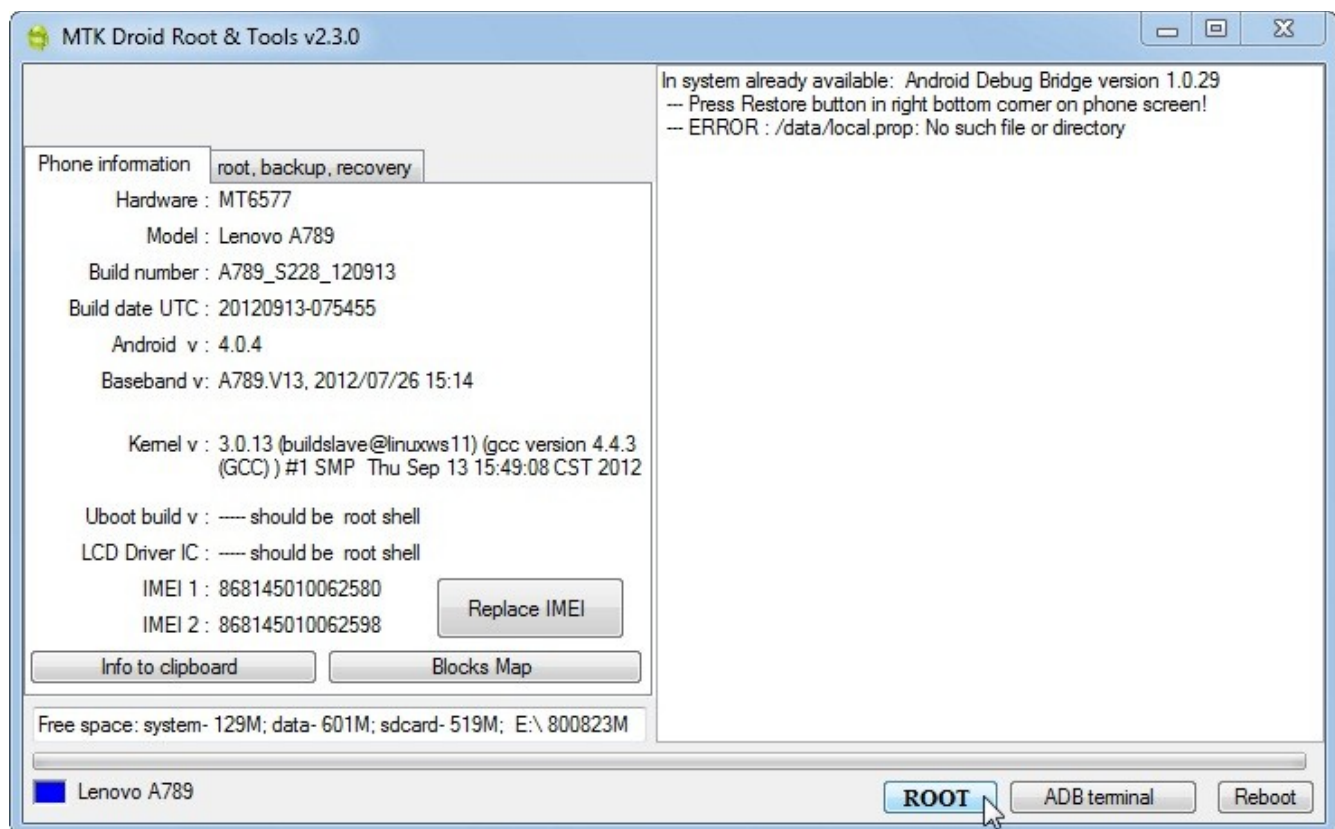 MTK Droid Root & Tools v2.3.0
In system already available:  Android Debug Bridge version 1.0.29
--- Press Restore button in right bottom corner on phone screen!
--- ERROR : /data/local.prop: No such file or directory
Phone information
root, backup, recovery
Hardware : MT6577
Model : Lenovo A789
Build number : A789_S228_120913
Build date UTC : 20120913-075455
Android  v : 4.0.4
Baseband v: A789.V13, 2012/07/26 15:14
Kernel v : 3.0.13 (buildslave@linuxws11) (gcc version 4.4.3
(GCC) ) #1 SMP  Thu Sep 13 15:49:08 CST 2012
Uboot build v : ----- should be  root shell
LCD Driver IC : ----- should be  root shell
IMEI 1 : 868145010062580
IMEI 2 : 868145010062598
Replace IMEI
Info to clipboard
Blocks Map
Free space: system- 129M; data- 601M; sdcard- 519M;  E:\ 800823M
Lenovo A789
ROOT
ADB terminal
Reboot